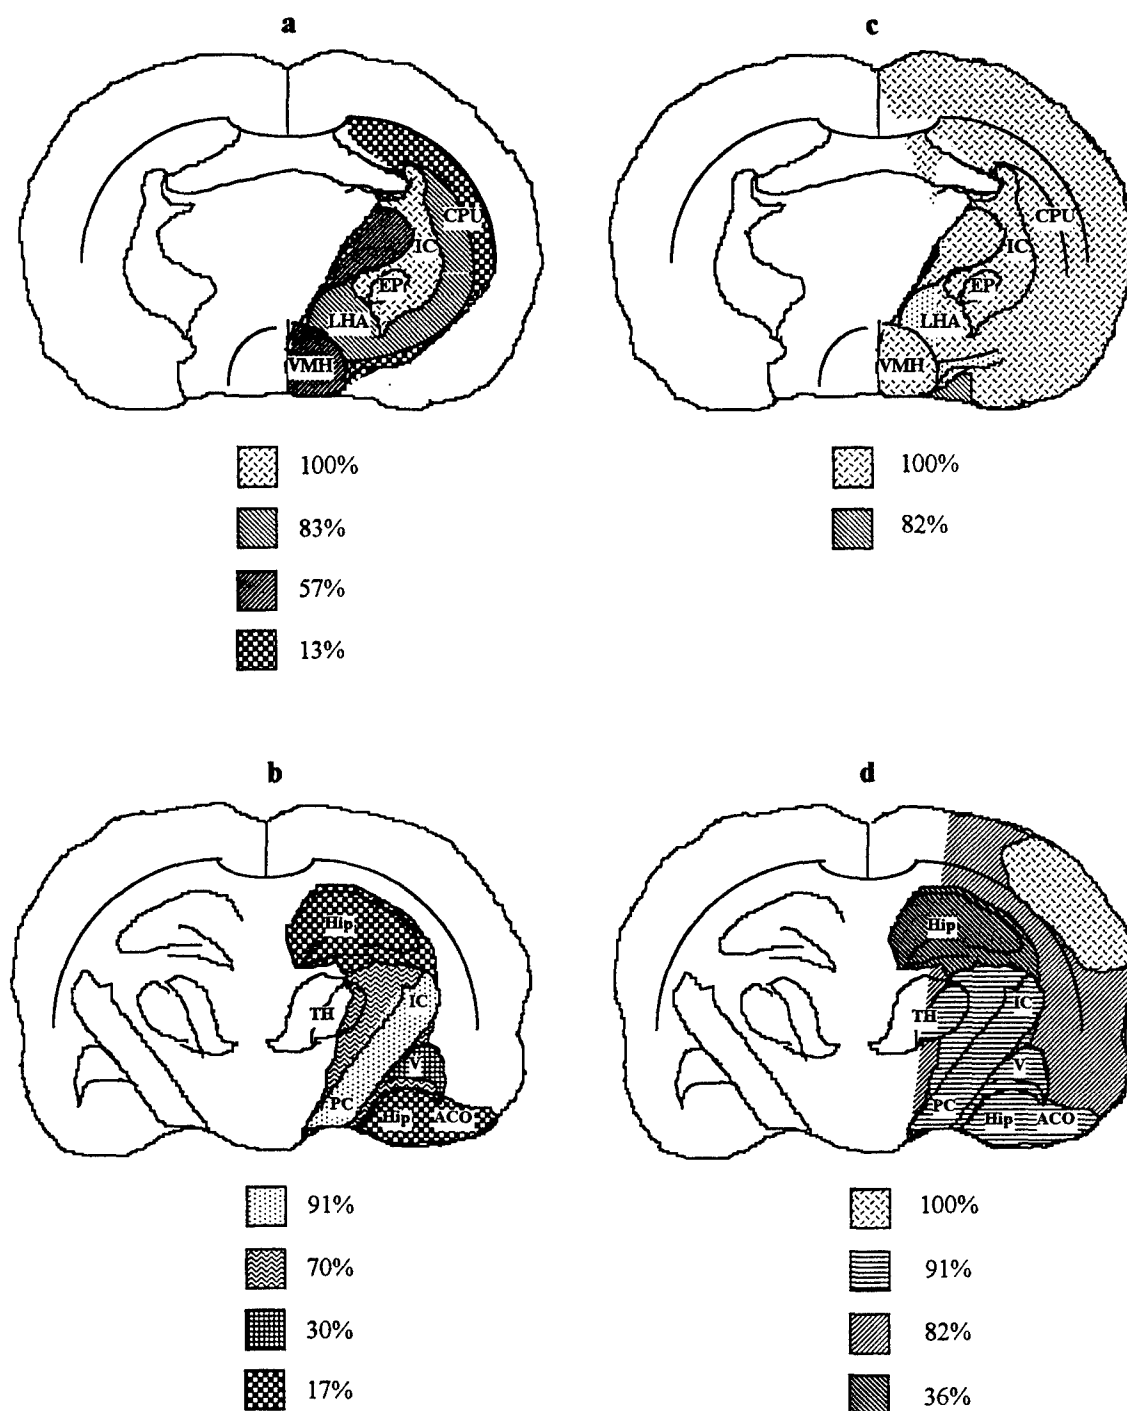 a
CPU
IC
EP
LHA
VMH
100%
83%
57%
13%
c
CPU
IC
EP
LHA
VMH
100%
82%
b
Hip
IC
TH
V
PC
Hip
ACO
91%
70%
30%
17%
d
Hip
IC
TH
V
PC
Hip
ACO
100%
91%
82%
36%